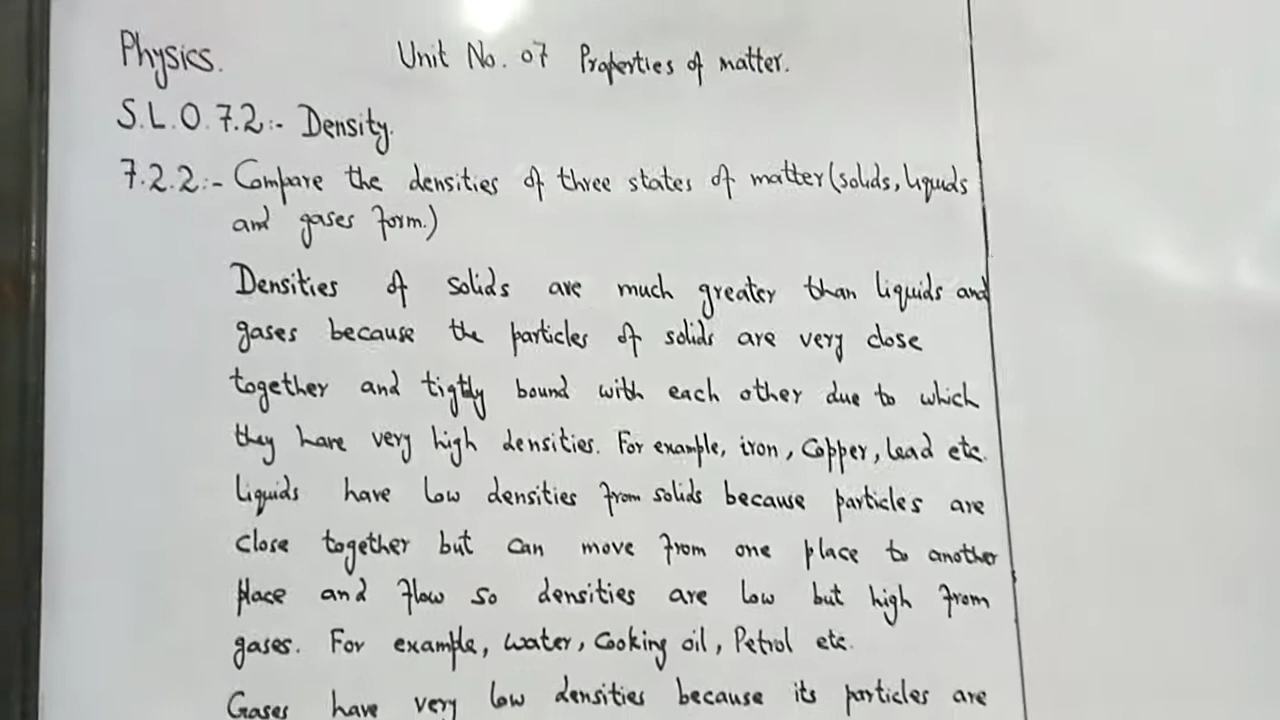 Physics. Unit No. 07 Properties of matter.
S.L.O.7.2:- Density.
7.2.2:- Compare the densities of three states of matter(solids, liquids
and gases form.)
Densities of solids are much greater than liquids and
gases because the particles of solids are very close
together and tigtly bound with each other due to which
they have very high densities. For example, iron, Copper, lead etc.
liquids have low densities from solids because particles are
close together but can move from one place to another
place and flow so densities are low but high from
gases. For example, water, Cooking oil, Petrol etc.
Gases have very low densities because its particles are